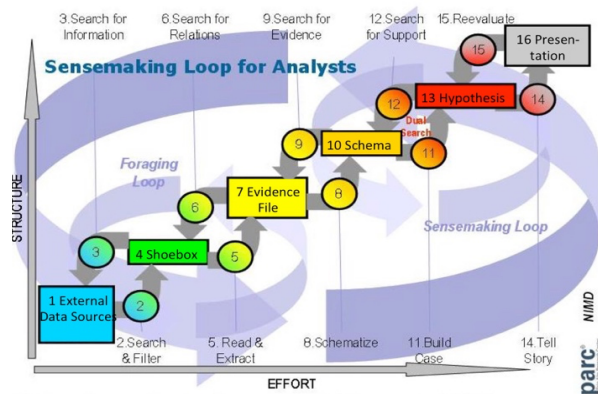 3.Search for
Information
6.Search for
Relations
9.Search for
Evidence
12.Search
for Support
15.Reevaluate
Sensemaking Loop for Analysts
15
16 Presen-
tation
12
13 Hypothesis
14
Dual
Search
9
10 Schema
11
Foraging
Loop
6
7 Evidence
File
8
Sensemaking Loop
3
4 Shoebox
5
1 External
Data Sources
2
2.Search
& Filter
5. Read &
Extract
8.Schematize
11.Build
Case
14.Tell
Story
STRUCTURE
EFFORT
NIMD
parc®